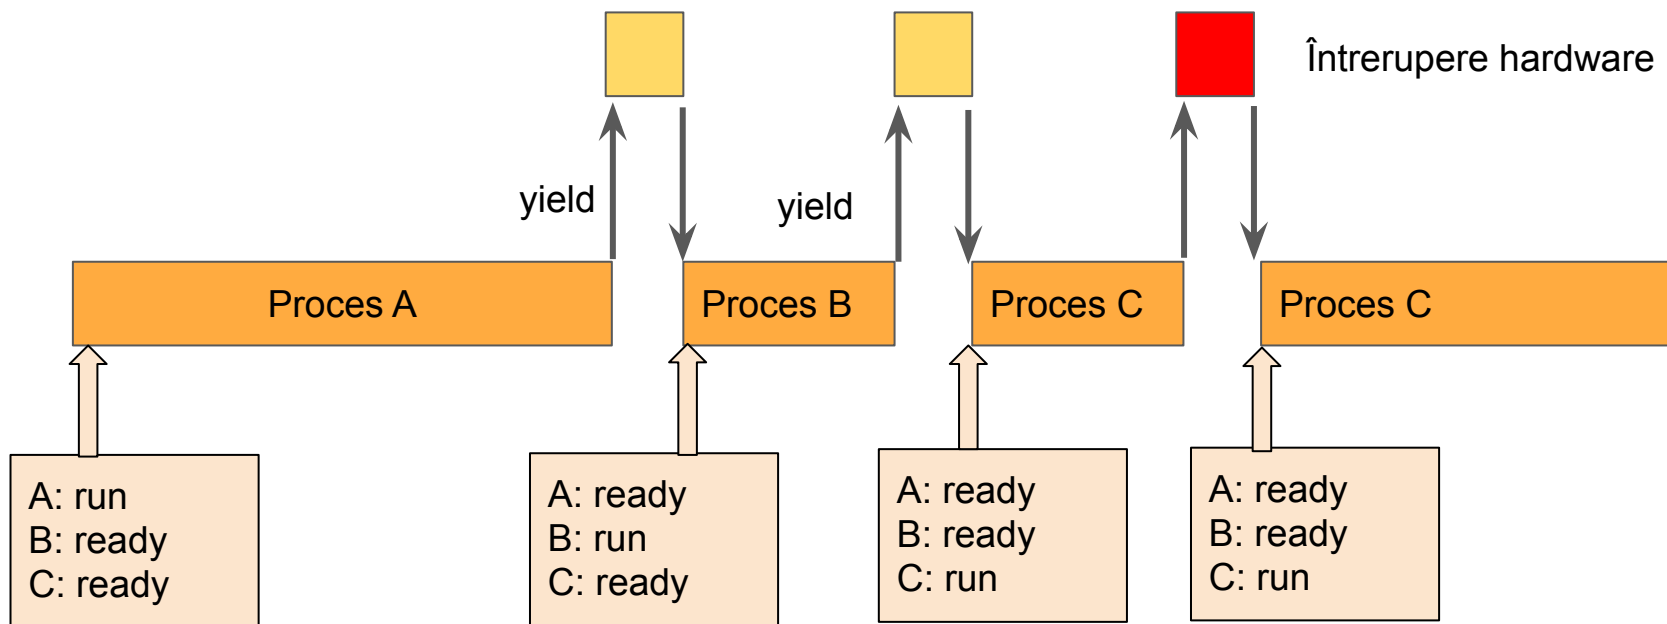 Întrerupere hardware
yield
yield
Proces A
Proces B
Proces C
Proces C
A: run
B: ready
C: ready
A: ready
B: run
C: ready
A: ready
B: ready
C: run
A: ready
B: ready
C: run